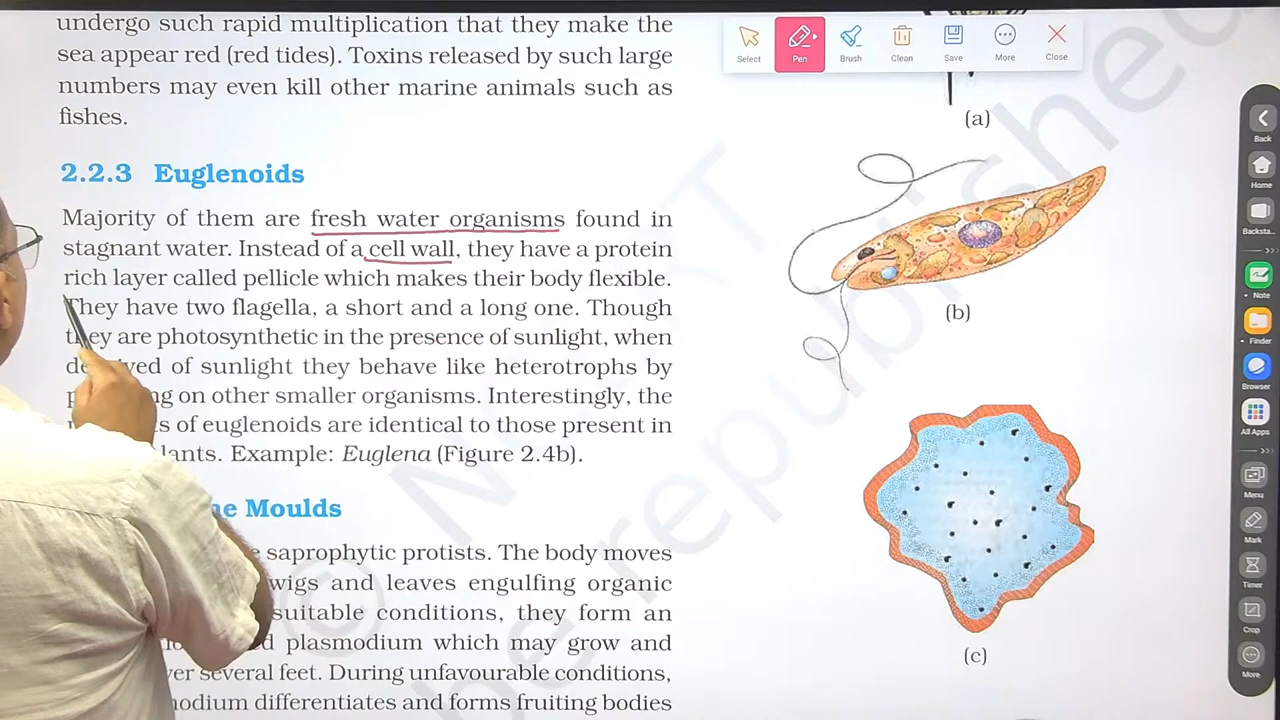 undergo such rapid multiplication that they make the
sea appear red (red tides). Toxins released by such large
numbers may even kill other marine animals such as
fishes.
2.2.3 Euglenoids
Majority of them are fresh water organisms found in
stagnant water. Instead of a cell wall, they have a protein
rich layer called pellicle which makes their body flexible.
They have two flagella, a short and a long one. Though
they are photosynthetic in the presence of sunlight, when
of sunlight they behave like heterotrophs by
on other smaller organisms. Interestingly, the
of euglenoids are identical to those present in
Example: Euglena (Figure 2.4b).
Moulds
saprophytic protists. The body moves
and leaves engulfing organic
suitable conditions, they form an
plasmodium which may grow and
several feet. During unfavourable conditions,
differentiates and forms fruiting bodies
Select
Pen
Brush
Clean
Save
More
Close
(a)
(b)
(c)
Back
Home
Backsta...
Note
Finder
Browser
All Apps
Menu
Mark
Timer
Crop
More
© NCERT
be republished